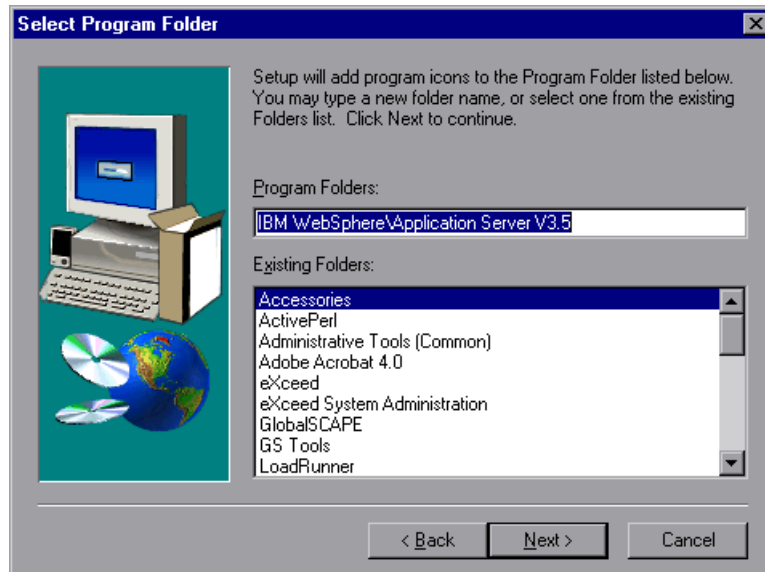 Select Program Folder
Setup will add program icons to the Program Folder listed below.
You may type a new folder name, or select one from the existing
Folders list. Click Next to continue.
Program Folders:
IBM WebSphere\Application Server V3.5
Existing Folders:
Accessories
ActivePerl
Administrative Tools (Common)
Adobe Acrobat 4.0
eXceed
eXceed System Administration
GlobalSCAPE
GS Tools
LoadRunner
< Back
Next >
Cancel